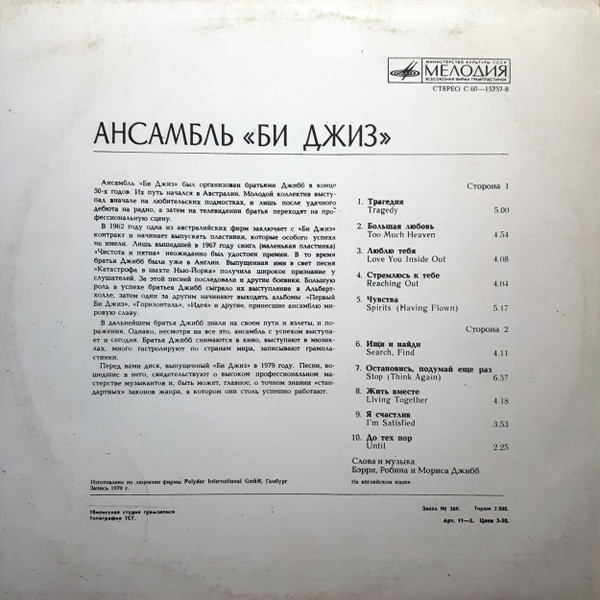 МИНИСТЕРСТВО КУЛЬТУРЫ СССР
МЕЛОДИЯ
ВСЕСОЮЗНАЯ ФИРМА ГРАМПЛАСТИНОК
СТЕРЕО С 60—15757-8
АНСАМБЛЬ «БИ ДЖИЗ»
Ансамбль «Би Джиз» был организован братьями Джибб в конце
50-х годов. Их путь начался в Австралии. Молодой коллектив высту-
пал вначале на любительских подмостках, и лишь после удачного
дебюта на радио, а затем на телевидении братья переходят на про-
фессиональную сцену.
В 1962 году одна из австралийских фирм заключает с «Би Джиз»
контракт и начинает выпускать пластинки, которые особого успеха
не имели. Лишь вышедший в 1967 году сингл (маленькая пластинка)
«Чистота и пятна» неожиданно был удостоен премии. В то время
братья Джибб были уже в Англии. Выпущенная ими в свет песня
«Катастрофа в шахте Нью-Йорка» получила широкое признание у
слушателей. За этой песней последовали и другие боевики. Большую
роль в успехе братьев Джибб сыграло их выступление в Альберт-
холле, затем один за другим начинают выходить альбомы «Первый
Би Джиз», «Горизонтель», «Идея» и другие, принесшие ансамблю ми-
ровую славу.
В дальнейшем братья Джибб знали на своем пути и взлеты, и по-
ражения. Однако, несмотря на все это, ансамбль с успехом выступа-
ет и сегодня. Братья Джибб снимаются в кино, выступают в мюзик-
лах, много гастролируют по странам мира, записывают грампла-
стинки.
Перед вами диск, выпущенный «Би Джиз» в 1979 году. Песни, во-
шедшие в него, свидетельствуют о высоком профессиональном ма-
стерстве музыкантов и, быть может, главное, о точном знании «стан-
дартных» законов жанра, в котором они столь успешно работают.
Сторона 1
1. Трагедия
Tragedy 5.00
2. Большая любовь
Too Much Heaven 4.54
3. Люблю тебя
Love You Inside Out 4.08
4. Стремлюсь к тебе
Reaching Out 4.04
5. Чувства
Spirits (Having Flown) 5.17
Сторона 2
6. Ищи и найди
Search, Find 4.11
7. Остановись, подумай еще раз
Stop (Think Again) 6.37
8. Жить вместе
Living Together 4.18
9. Я счастлив
I'm Satisfied 3.53
10. До тех пор
Until 2.25
Слова и музыка
Бэрри, Робина и Мориса Джибб
На английском языке
Изготовлено по лицензии фирмы Polydor International GmbH, Гамбург
Запись 1979 г.
Тбилисская студия грамзаписи
Типография ТСГ.
Заказ № 369. Тираж 2 000.
Арт. 11—3. Цена 3-50.